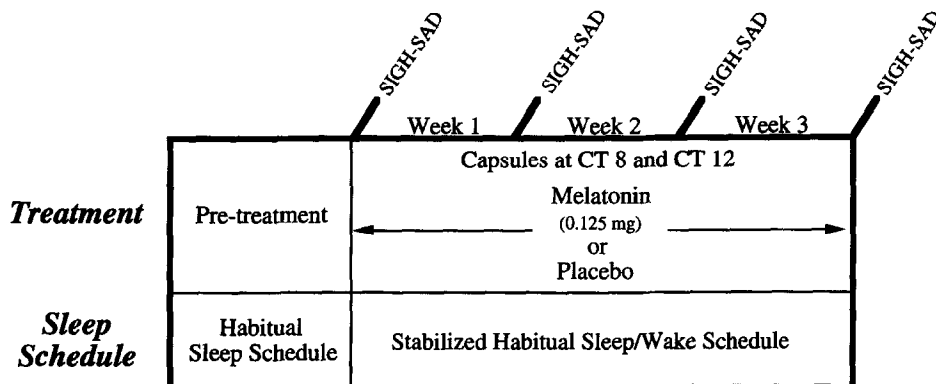 SIGH-SAD
SIGH-SAD
SIGH-SAD
SIGH-SAD
Week 1
Week 2
Week 3
Capsules at CT 8 and CT 12
Treatment
Pre-treatment
Melatonin
(0.125 mg)
or
Placebo
Sleep
Schedule
Habitual
Sleep Schedule
Stabilized Habitual Sleep/Wake Schedule